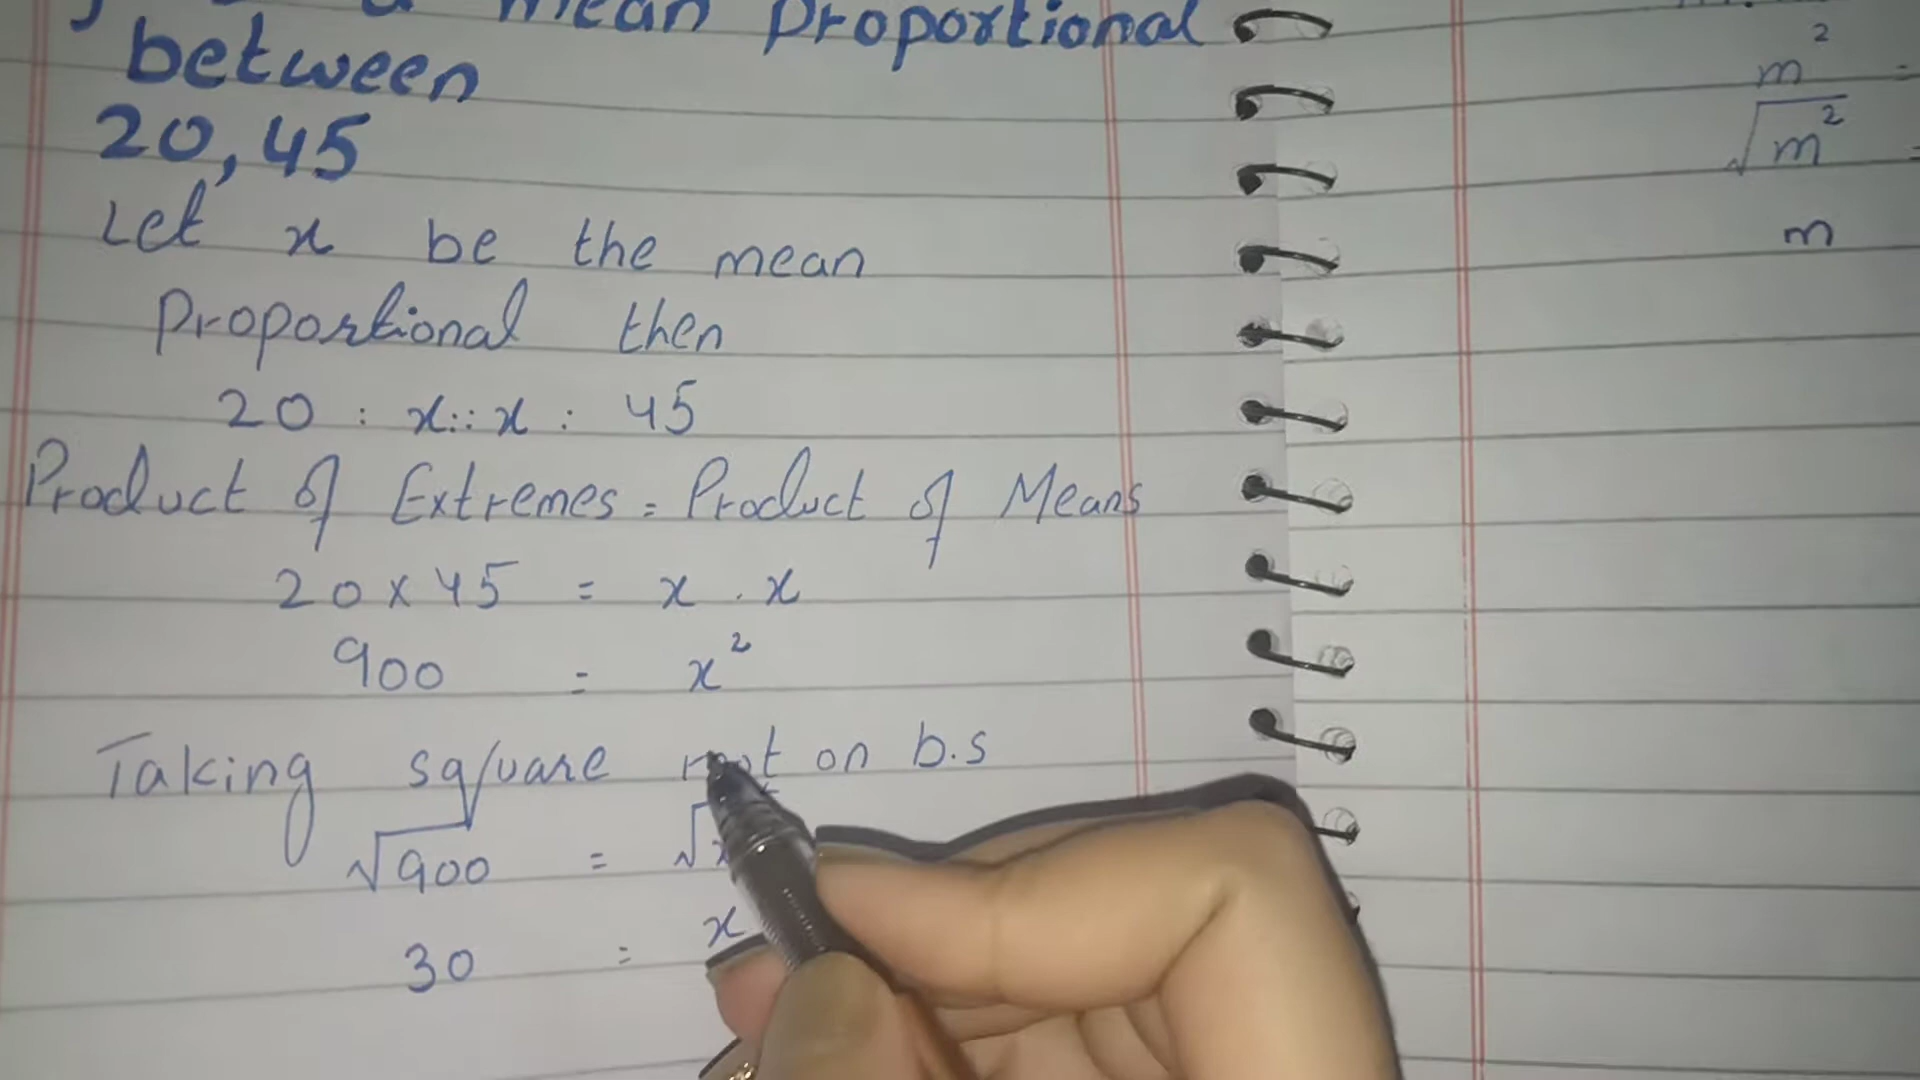 a mean Proportional
between
20, 45
Let x be the mean
Proportional then
20 : x :: x : 45
Product of Extremes = Product of Means
20 × 45 = x . x
900 = x²
Taking square root on b.s
√900 = √x
30 = x
m² =
√m² =
m